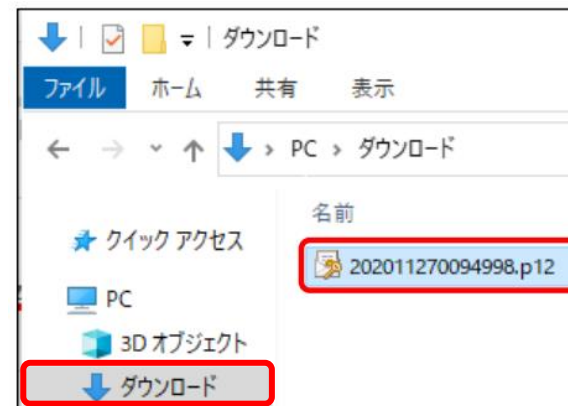 ダウンロード
ファイル ホーム 共有 表示
PC › ダウンロード
名前
クイック アクセス
202011270094998.p12
PC
3D オブジェクト
ダウンロード